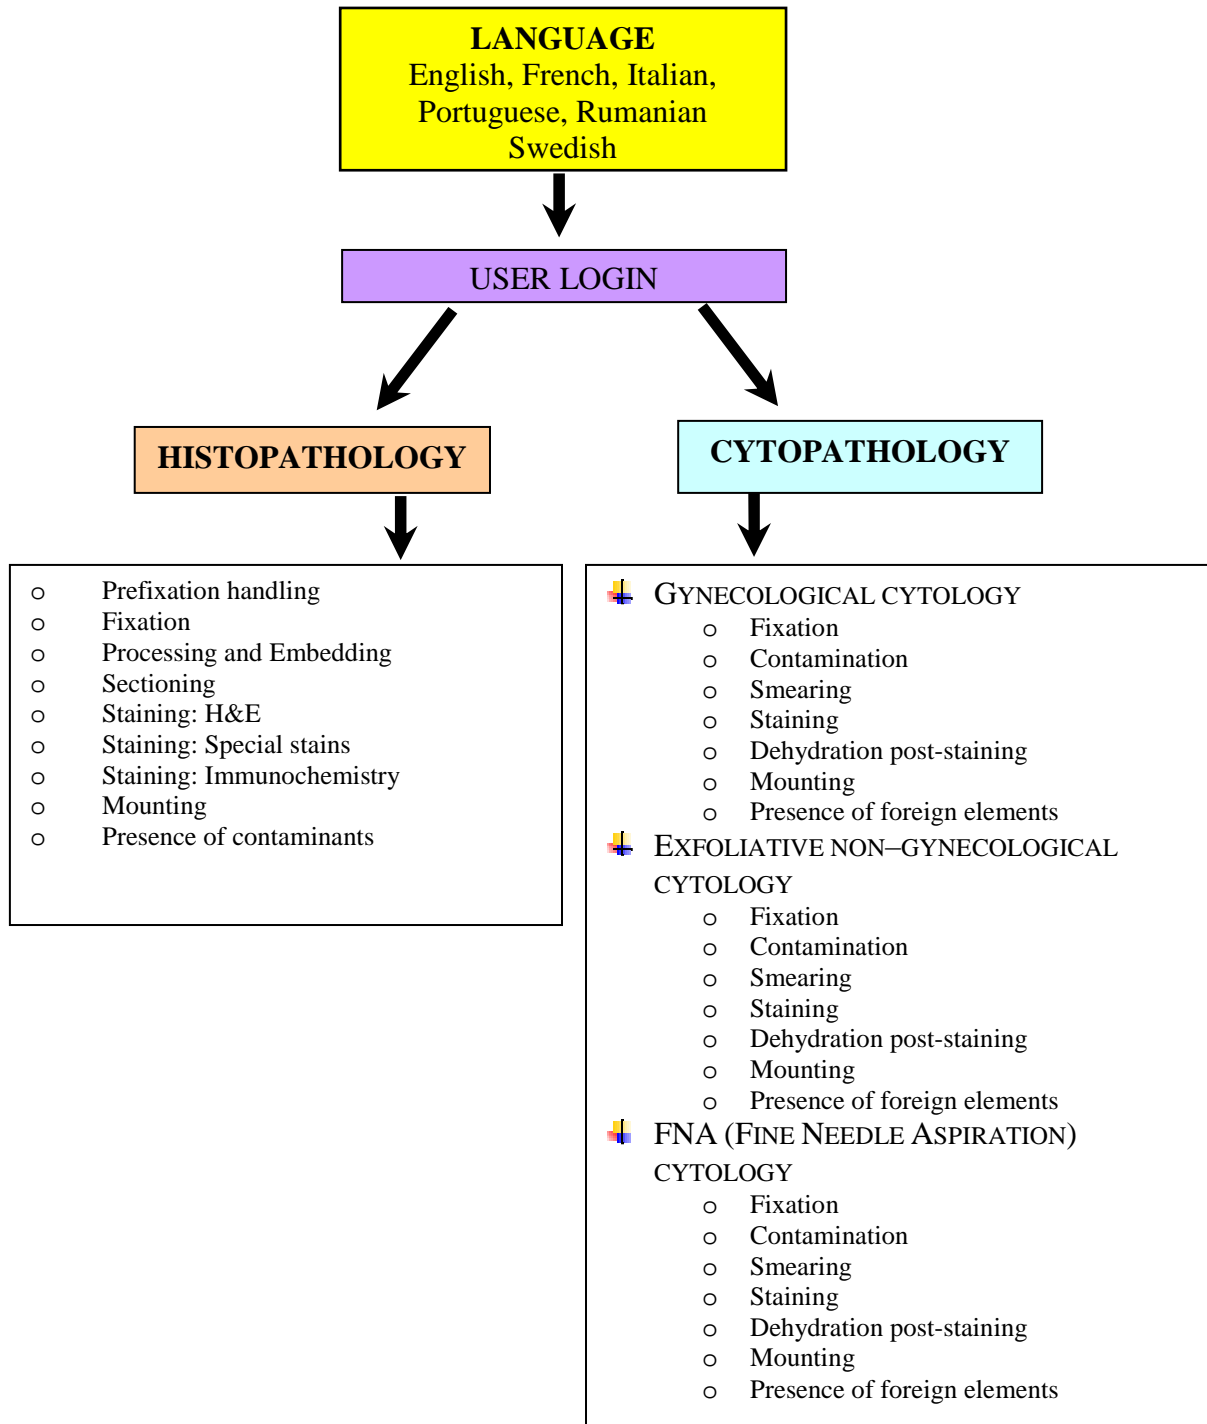 LANGUAGE
English, French, Italian,
Portuguese, Rumanian
Swedish
USER LOGIN
HISTOPATHOLOGY
CYTOPATHOLOGY
o Prefixation handling
o Fixation
o Processing and Embedding
o Sectioning
o Staining: H&E
o Staining: Special stains
o Staining: Immunochemistry
o Mounting
o Presence of contaminants
GYNECOLOGICAL CYTOLOGY
o Fixation
o Contamination
o Smearing
o Staining
o Dehydration post-staining
o Mounting
o Presence of foreign elements
EXFOLIATIVE NON–GYNECOLOGICAL
CYTOLOGY
o Fixation
o Contamination
o Smearing
o Staining
o Dehydration post-staining
o Mounting
o Presence of foreign elements
FNA (FINE NEEDLE ASPIRATION)
CYTOLOGY
o Fixation
o Contamination
o Smearing
o Staining
o Dehydration post-staining
o Mounting
o Presence of foreign elements